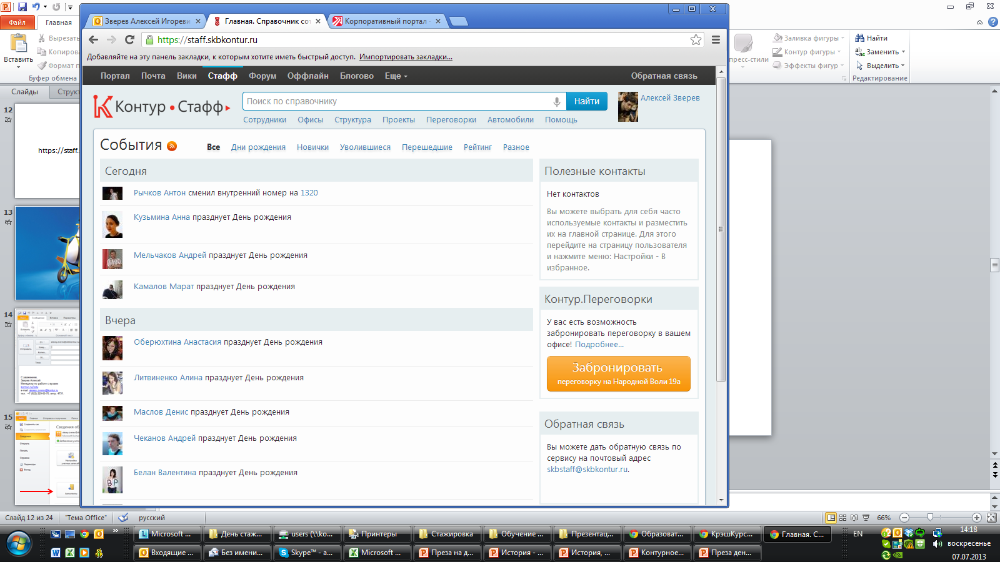 Зверев Алексей Игореви
Главная. Справочник сот
Корпоративный портал -
Файл
Главная
https://staff.skbkontur.ru
Добавляйте на эту панель закладки, к которым хотите иметь быстрый доступ. Импортировать закладки...
Вставить
Вырезать
Копирова
Формат п
Буфер обмена
пресс-стили
Заливка фигуры
Контур фигуры
Эффекты фигур
Найти
Заменить
Выделить
Редактирование
Слайды
Структ
Портал
Почта
Вики
Стафф
Форум
Оффлайн
Блогово
Еще
Обратная связь
Контур Стафф
Поиск по справочнику
Найти
Алексей Зверев
Сотрудники
Офисы
Структура
Проекты
Переговорки
Автомобили
Помощь
12
https://staff.
13
14
С уважением,
Зверев Алексей
Менеджер по работе с вузами
15
События
Все
Дни рождения
Новички
Уволившиеся
Перешедшие
Рейтинг
Разное
Сегодня
Рычков Антон сменил внутренний номер на 1320
Кузьмина Анна празднует День рождения
Мельчаков Андрей празднует День рождения
Камалов Марат празднует День рождения
Вчера
Оберюхтина Анастасия празднует День рождения
Литвиненко Алина празднует День рождения
Маслов Денис празднует День рождения
Чеканов Андрей празднует День рождения
Белан Валентина празднует День рождения
Полезные контакты
Нет контактов
Вы можете выбрать для себя часто
используемые контакты и разместить
их на главной странице. Для этого
перейдите на страницу пользователя
и нажмите меню: Настройки - В
избранное.
Контур.Переговорки
У вас есть возможность
забронировать переговорку в вашем
офисе! Подробнее...
Забронировать
переговорку на Народной Воли 19а
Обратная связь
Вы можете дать обратную связь по
сервису на почтовый адрес
skbstaff@skbkontur.ru.
Слайд 12 из 24
"Тема Office"
русский
66%
Microsoft ...
День стаж...
users (\\ko...
Принтеры
Стажировка
Обучение ...
Презентац...
Образоват...
КрэшКурс...
Главная. С...
Входящие ...
Без имени...
Skype™ - a...
Microsoft ...
Преза на д...
История - ...
История, ...
Контурное...
Преза ден...
EN
14:18
воскресенье
07.07.2013